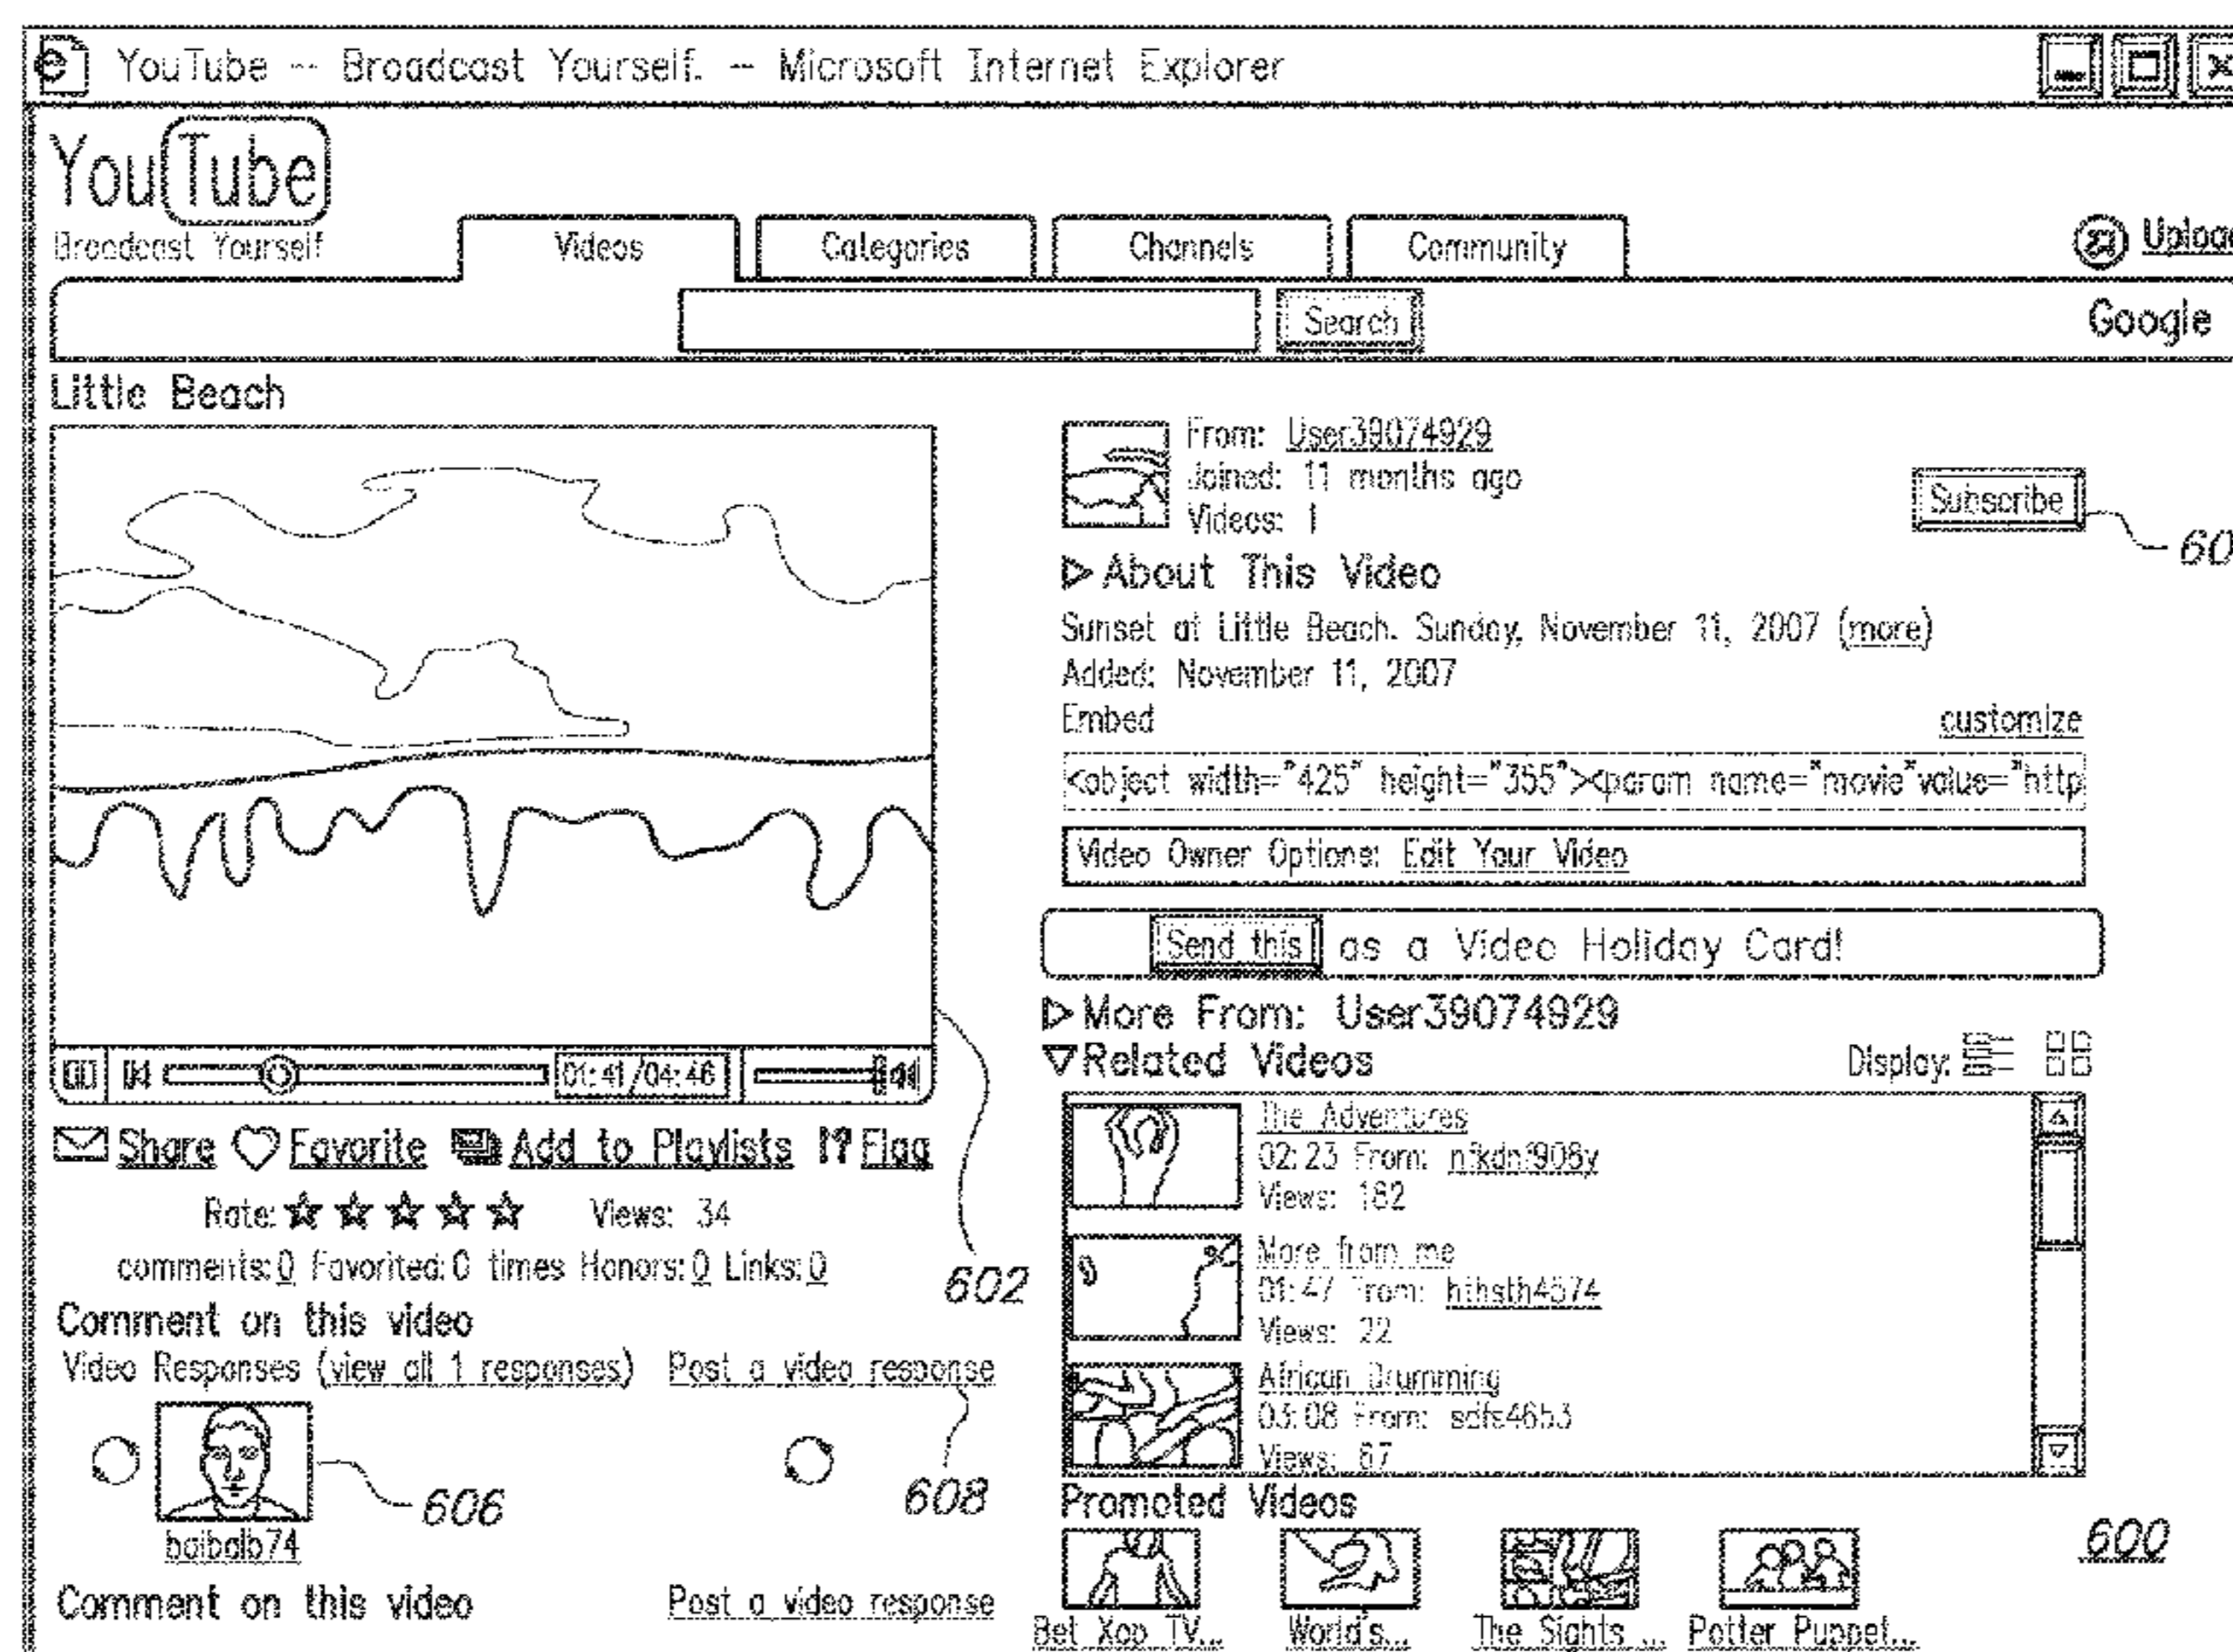 YouTube -- Broadcast Yourself. -- Microsoft Internet Explorer
YouTube
Broadcast Yourself
Videos Categories Channels Community
Search Google
Little Beach
From: User39074929
Joined: 11 months ago
Videos: 1
Subscribe
About This Video
Sunset at Little Beach. Sunday, November 11, 2007 (more)
Added: November 11, 2007
Embed customize
<object width="425" height="355"><param name="movie"value="http
Video Owner Options: Edit Your Video
Send this as a Video Holiday Card!
More From: User39074929
Related Videos Display:
The Adventures
02:23 From:
Views: 182
More from me
01:47 From:
Views: 22
African Drumming
03:08 From:
Views: 67
Promoted Videos
World's... The Sights ... Potter Puppet...
600
01:41/04:46
Share Favorite Add to Playlists !? Flag
Rate: Views: 34
comments:0 Favorited:0 times Honors:0 Links:0
602
Comment on this video
Video Responses (view all 1 responses) Post a video response
606
608
Comment on this video Post a video response